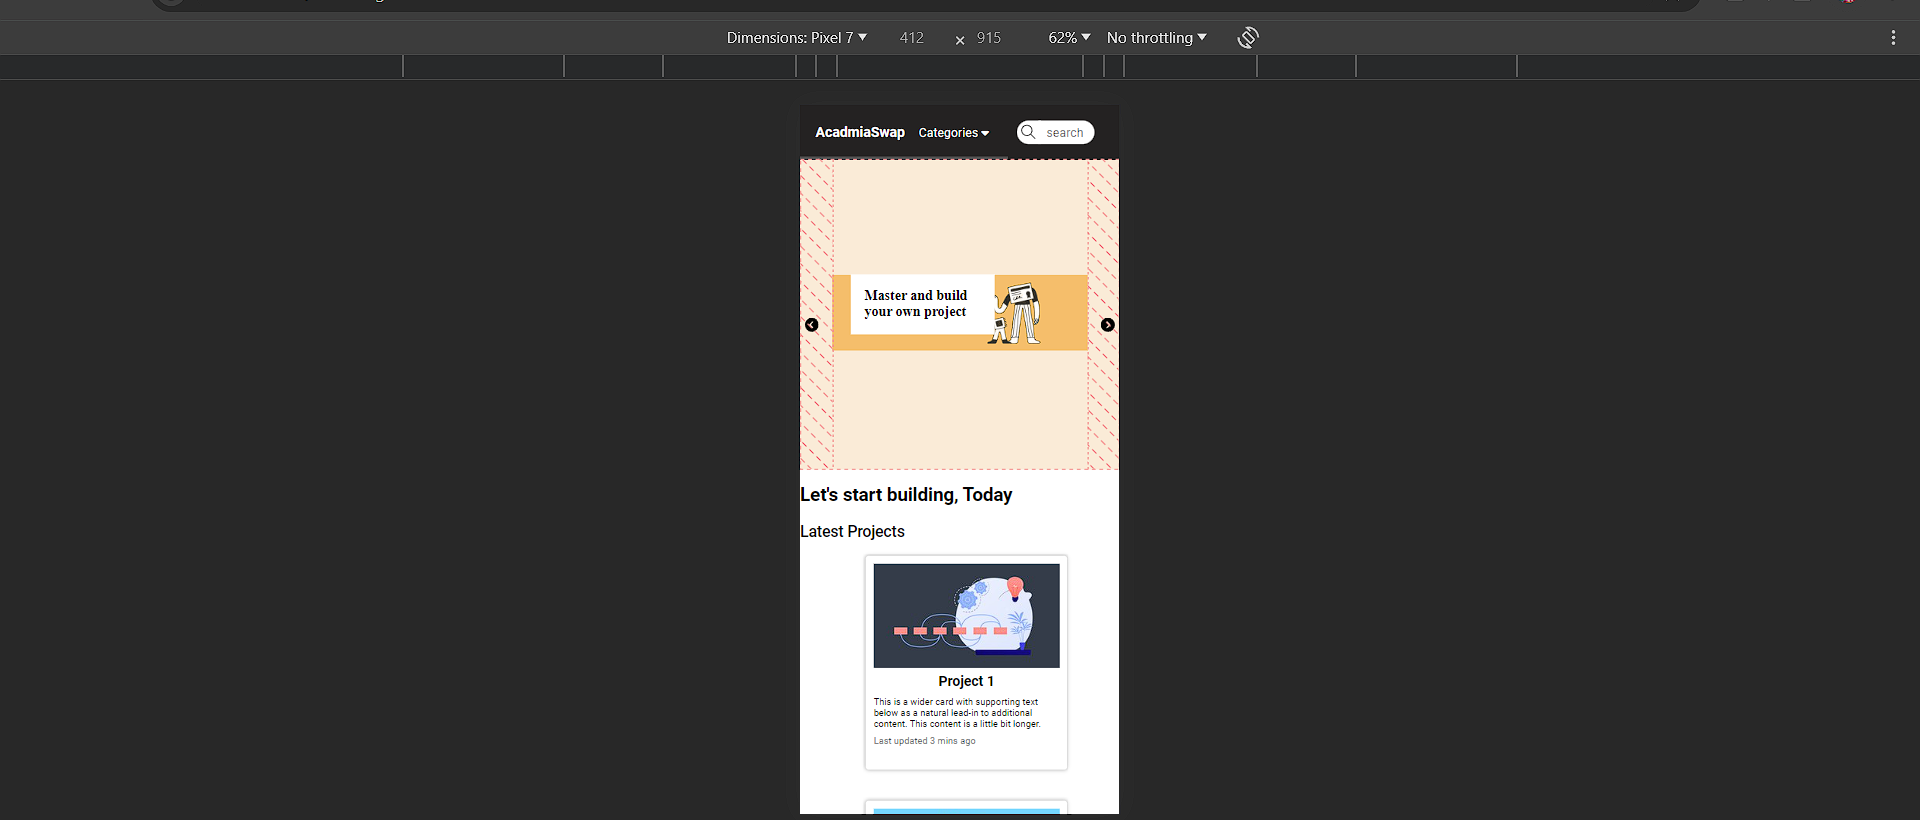 Dimensions: Pixel 7 412 × 915 62% No throttling
AcadmiaSwap Categories search
Master and build
your own project
Let's start building, Today
Latest Projects
Project 1
This is a wider card with supporting text
below as a natural lead-in to additional
content. This content is a little bit longer.
Last updated 3 mins ago